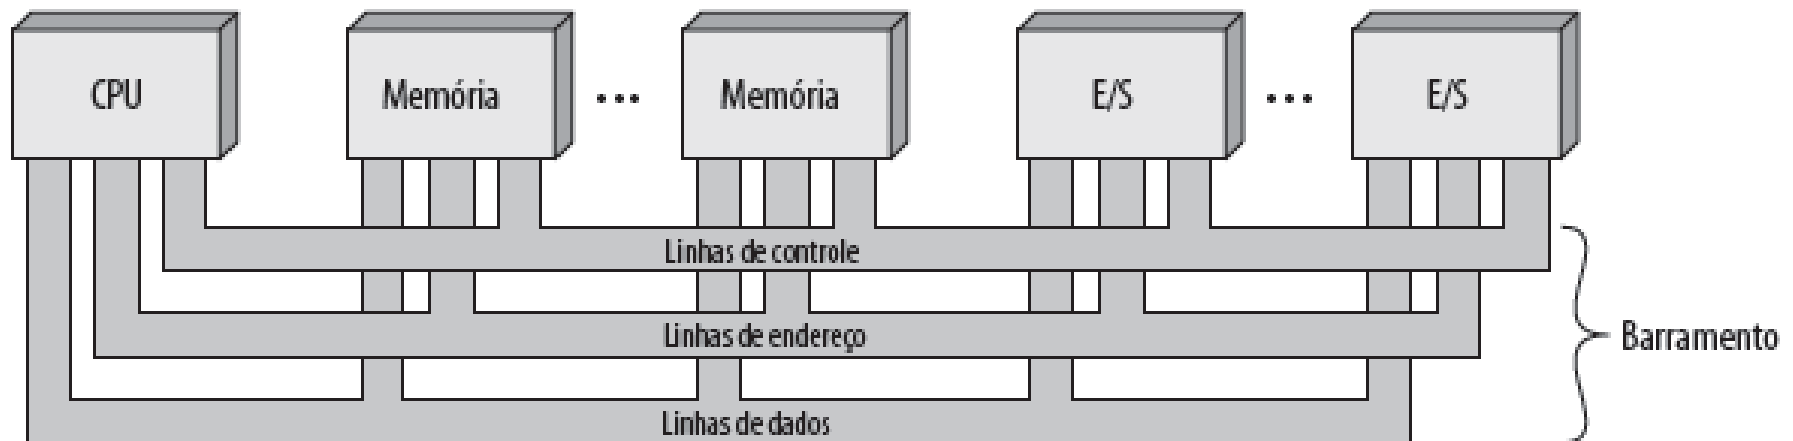 CPU
Memória
...
Memória
E/S
...
E/S
Linhas de controle
Linhas de endereço
Barramento
Linhas de dados